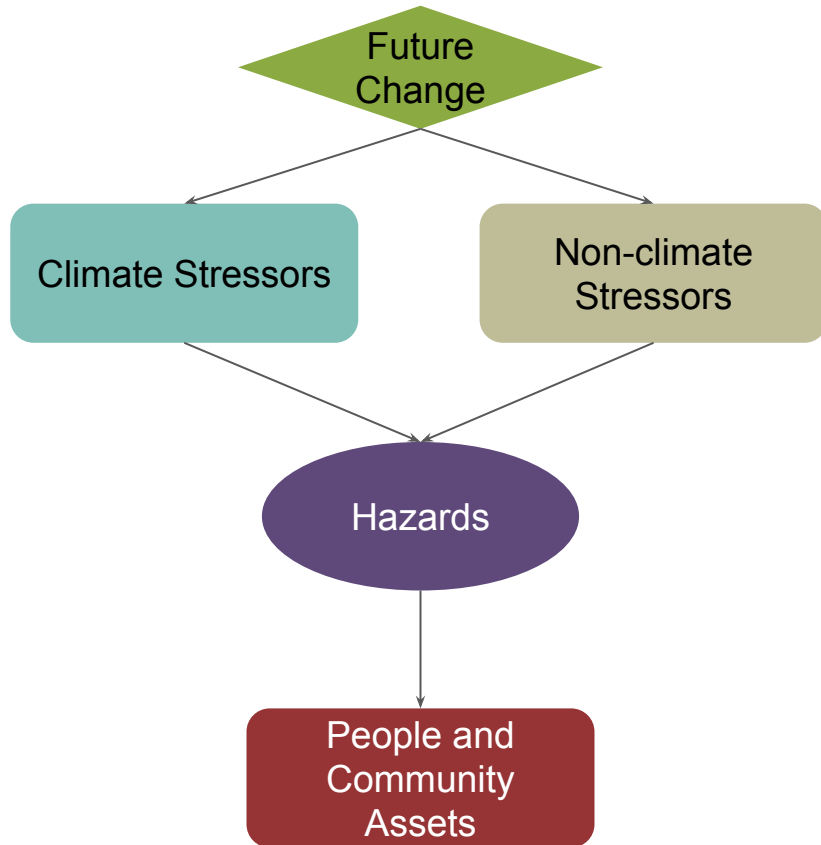 Future
Change
Climate Stressors
Non-climate
Stressors
Hazards
People and
Community
Assets